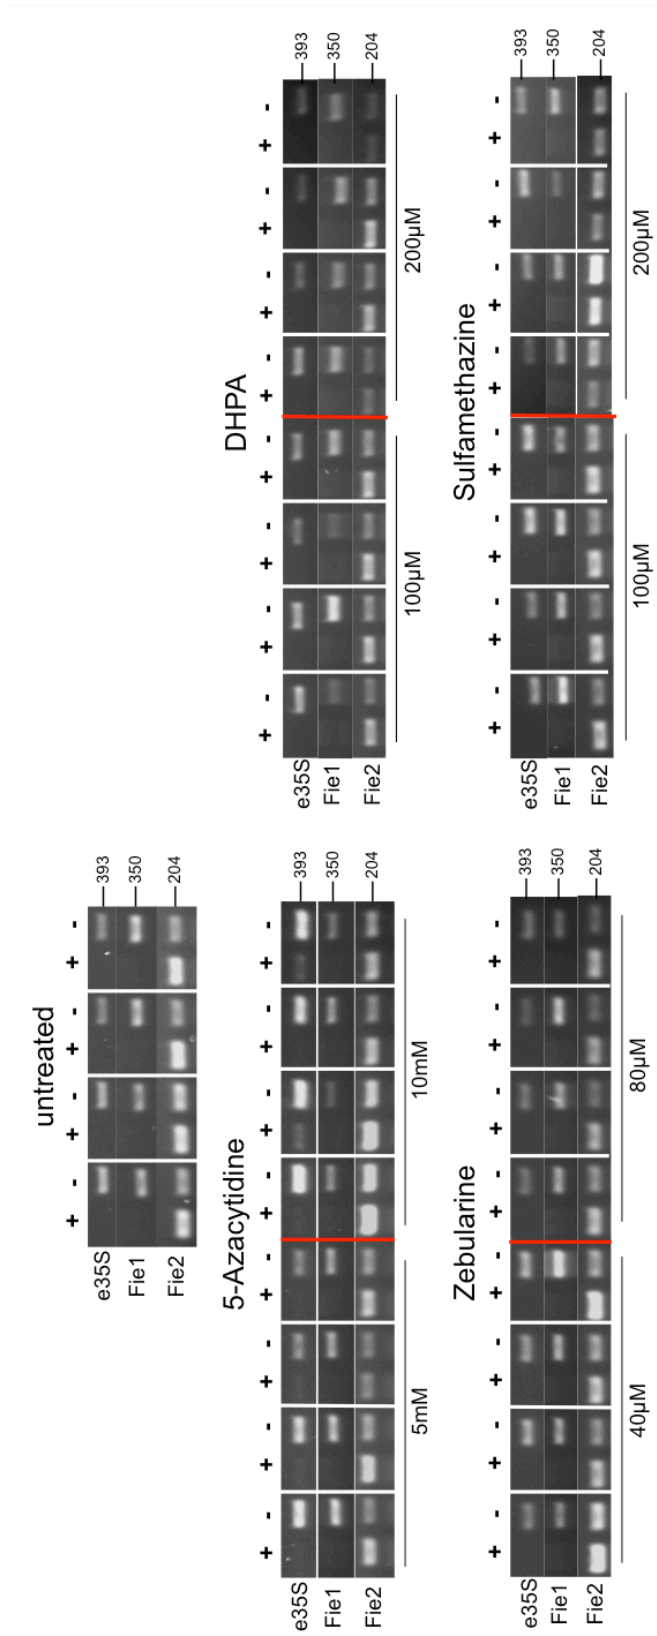 untreated
+ - + - + - + -
e35S 393
Fie1 350
Fie2 204
5-Azacytidine
+ - + - + - + - + - + - + - + -
e35S 393
Fie1 350
Fie2 204
5mM 10mM
DHPA
+ - + - + - + - + - + - + - + -
e35S 393
Fie1 350
Fie2 204
100µM 200µM
Zebularine
+ - + - + - + - + - + - + - + -
e35S 393
Fie1 350
Fie2 204
40µM 80µM
Sulfamethazine
+ - + - + - + - + - + - + - + -
e35S 393
Fie1 350
Fie2 204
100µM 200µM